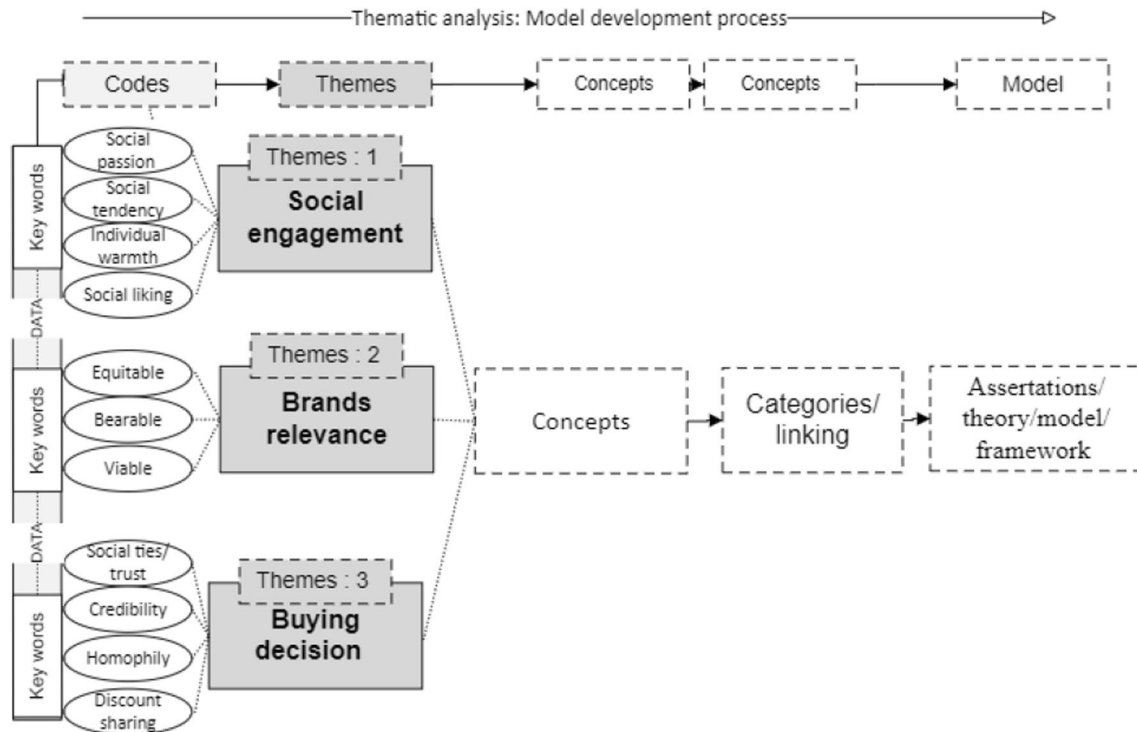 Thematic analysis: Model development process
Codes
Themes
Concepts
Concepts
Model
Key words
Social
passion
Social
tendency
Individual
warmth
Social liking
Themes : 1
Social
engagement
DATA
Key words
Equitable
Bearable
Viable
Themes : 2
Brands
relevance
Concepts
Categories/
linking
Assertations/
theory/model/
framework
DATA
Key words
Social ties/
trust
Credibility
Homophily
Discount
sharing
Themes : 3
Buying
decision